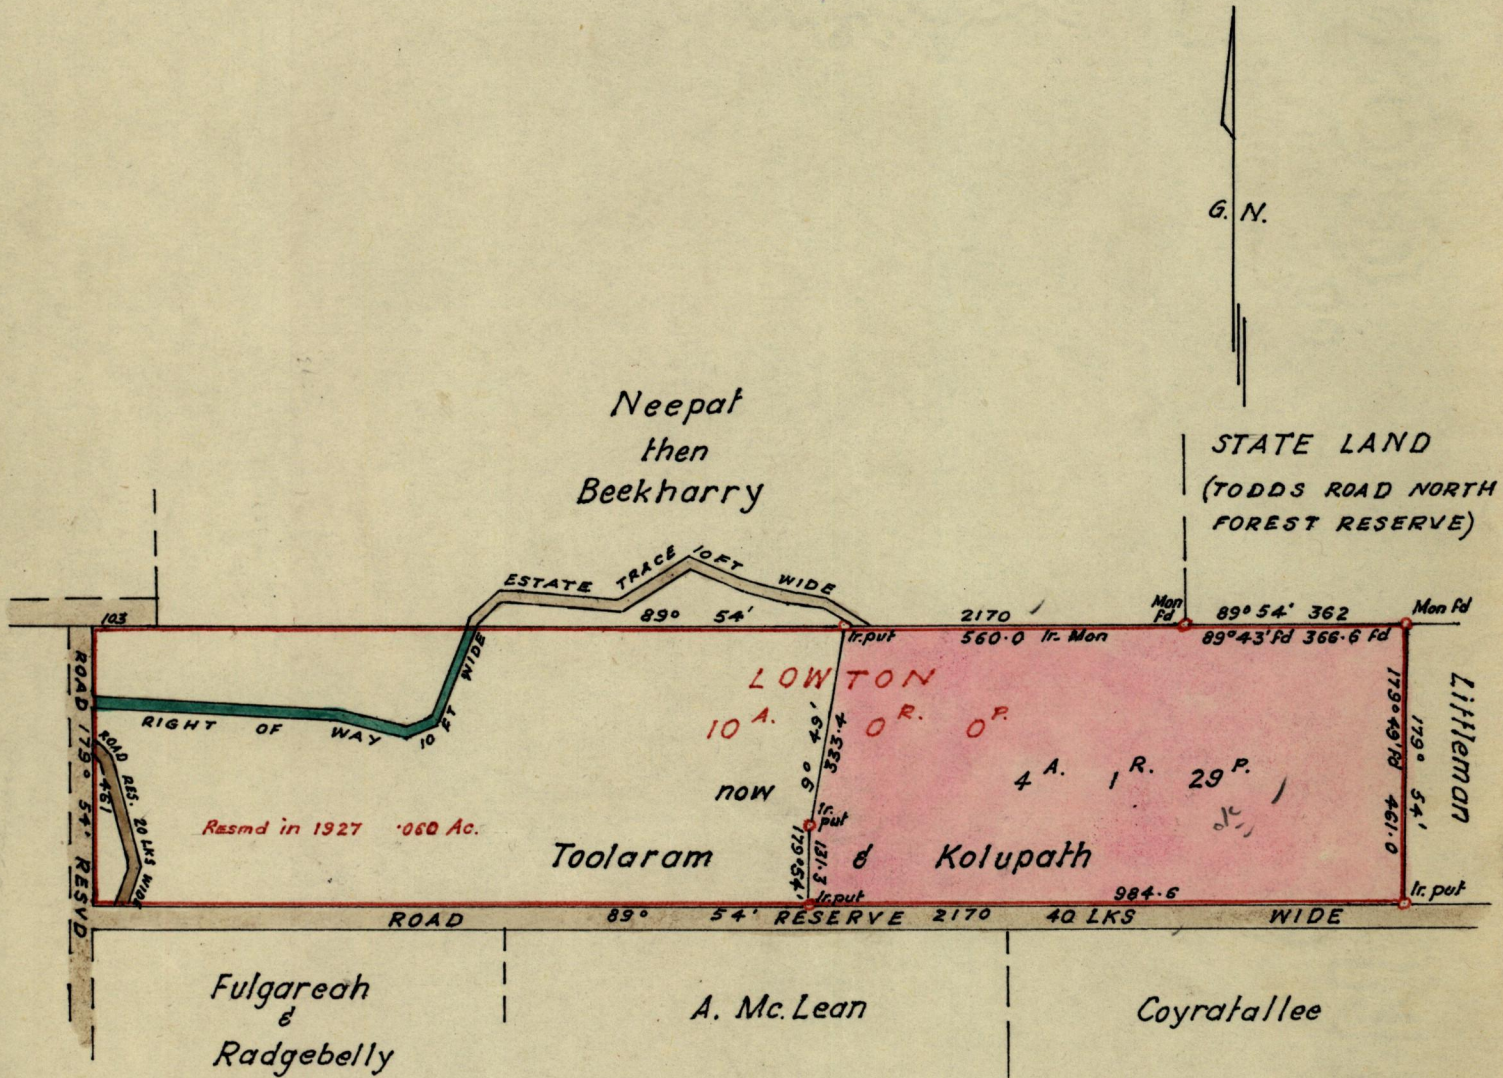 G. N.
Neepat
then
Beekharry
STATE LAND
(TODDS ROAD NORTH
FOREST RESERVE)
ESTATE TRACE 10 FT WIDE
103
89° 54' 2170
Mon fd
89° 54' 362
Mon fd
Ir. put
560·0 Ir. Mon
89° 43' fd 366·6 fd
LOWTON
10 A. 0 R. 0 P.
RIGHT OF WAY 10 FT WIDE
ROAD 179° 54' RESVD
ROAD RES. 20 LKS WIDE
461
9° 49'
333·4
now
4 A. 1 R. 29 P.
179° 49' fd 461·0
179° 54'
Littleman
Resmd in 1927 ·060 Ac.
Ir. put
Toolaram & Kolupath
179° 54'
131·3
Ir. put
984·6
Ir. put
ROAD 89° 54' RESERVE 2170 40 LKS WIDE
Fulgareah
&
Radgebelly
A. Mc. Lean
Coyratallee